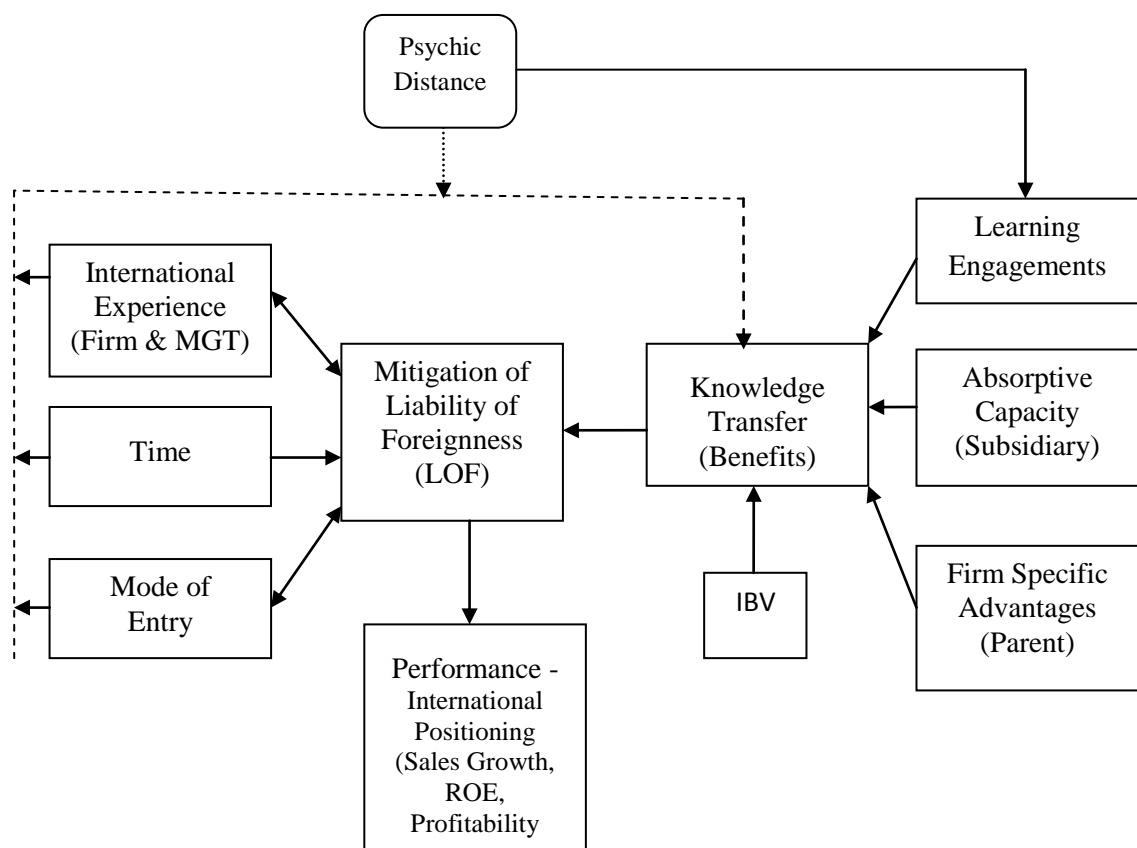 Psychic
Distance
Learning
Engagements
International
Experience
(Firm & MGT)
Mitigation of
Liability of
Foreignness
(LOF)
Knowledge
Transfer
(Benefits)
Absorptive
Capacity
(Subsidiary)
Time
Mode of
Entry
IBV
Firm Specific
Advantages
(Parent)
Performance -
International
Positioning
(Sales Growth,
ROE,
Profitability